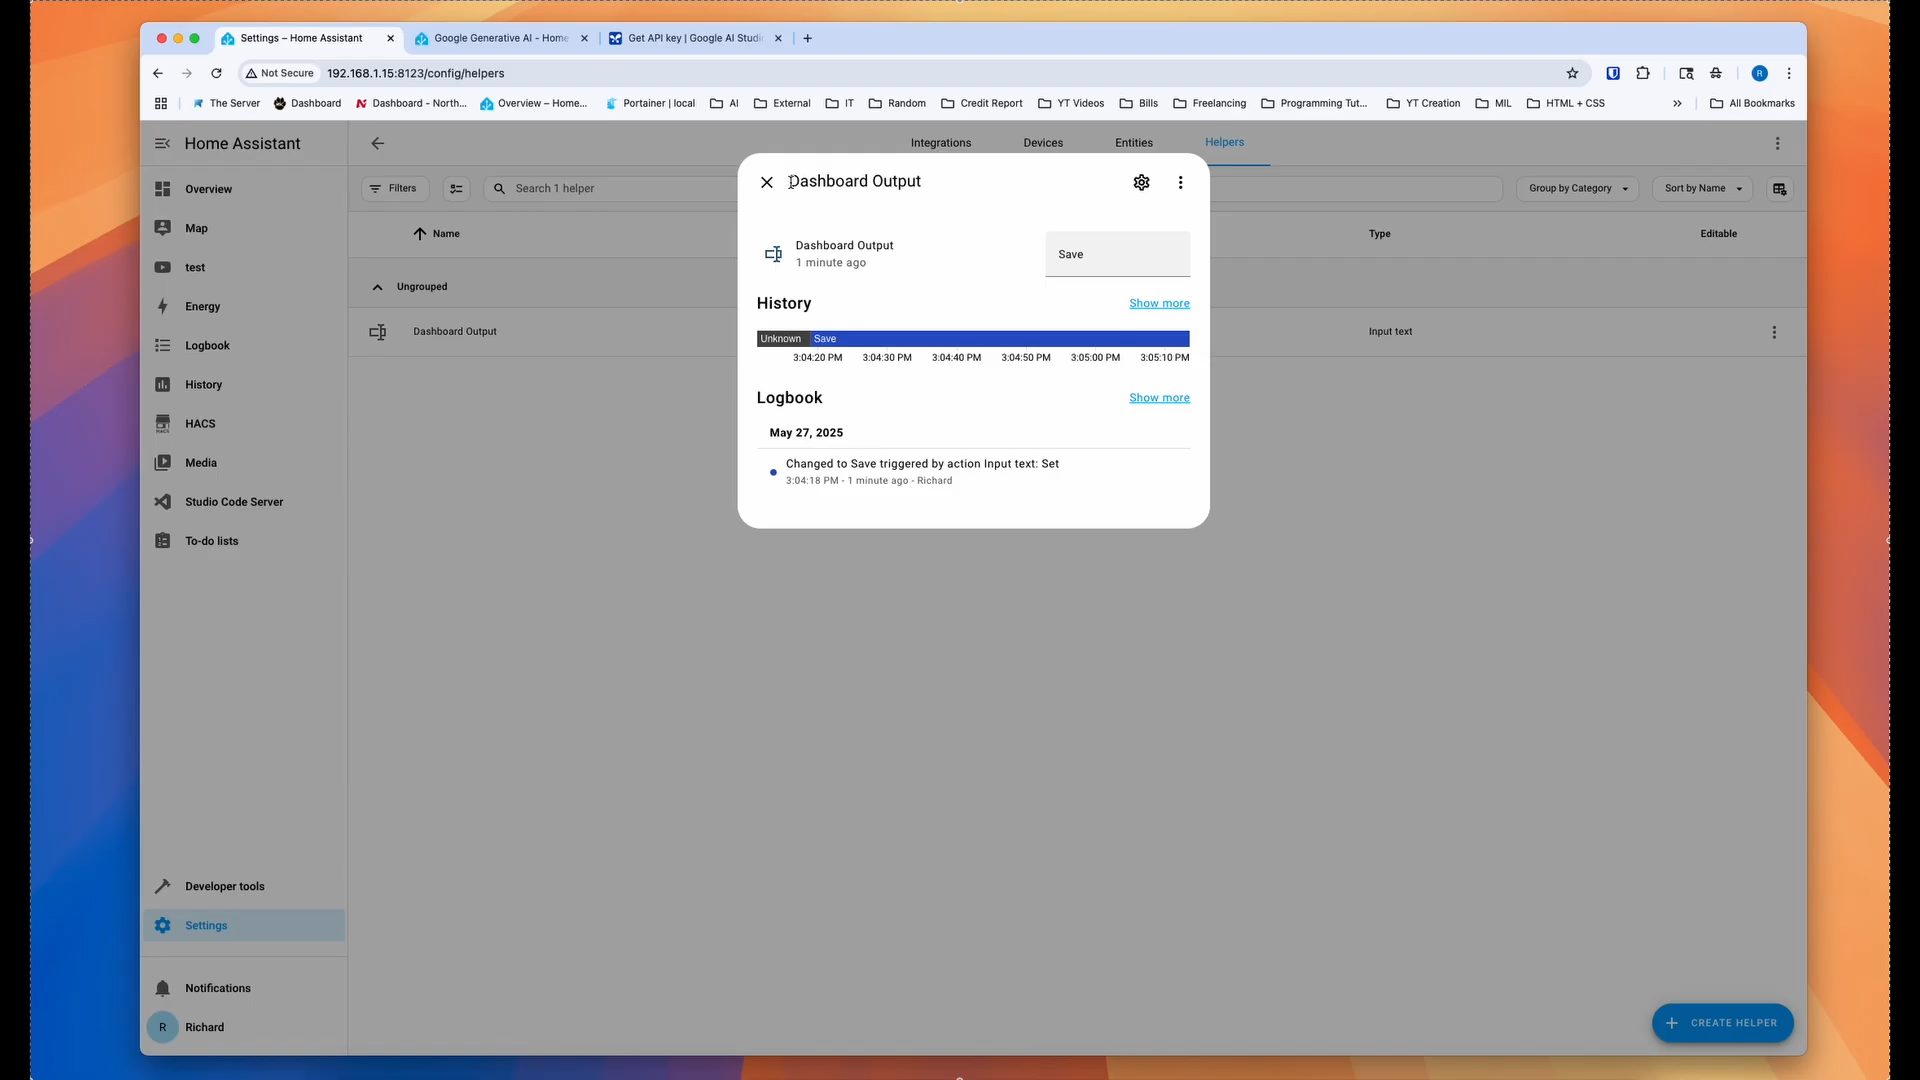 Settings – Home Assistant
Google Generative AI - Home
Get API key | Google AI Studi
Not Secure
192.168.1.15:8123/config/helpers
R
The Server
Dashboard
Dashboard - North...
Overview – Home...
Portainer | local
AI
External
IT
Random
Credit Report
YT Videos
Bills
Freelancing
Programming Tut...
YT Creation
MIL
HTML + CSS
All Bookmarks
Home Assistant
Integrations
Devices
Entities
Helpers
Filters
Search 1 helper
Group by Category
Sort by Name
Name
Type
Editable
Ungrouped
Dashboard Output
Input text
Overview
Map
test
Energy
Logbook
History
HACS
HACS
Media
Studio Code Server
To-do lists
Developer tools
Settings
Notifications
R
Richard
Dashboard Output
Dashboard Output
1 minute ago
Save
History
Show more
Unknown
Save
3:04:20 PM
3:04:30 PM
3:04:40 PM
3:04:50 PM
3:05:00 PM
3:05:10 PM
Logbook
Show more
May 27, 2025
Changed to Save triggered by action Input text: Set
3:04:18 PM - 1 minute ago - Richard
CREATE HELPER